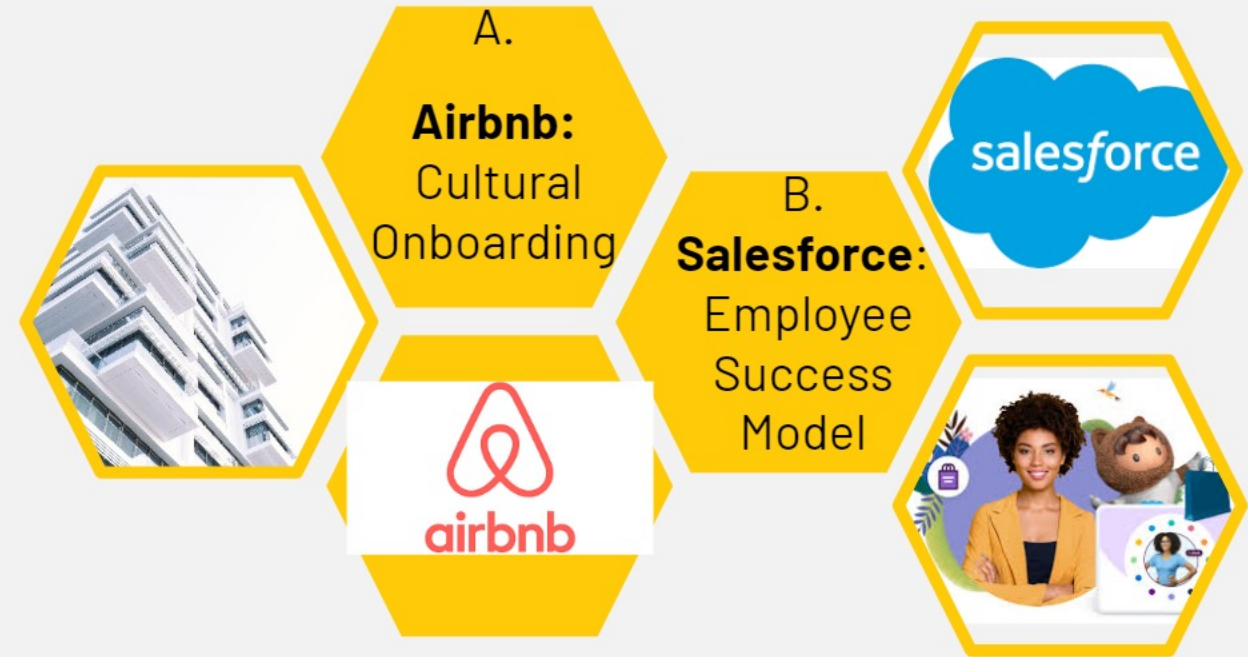 A.
Airbnb:
Cultural
Onboarding
airbnb
B.
Salesforce:
Employee
Success
Model
salesforce